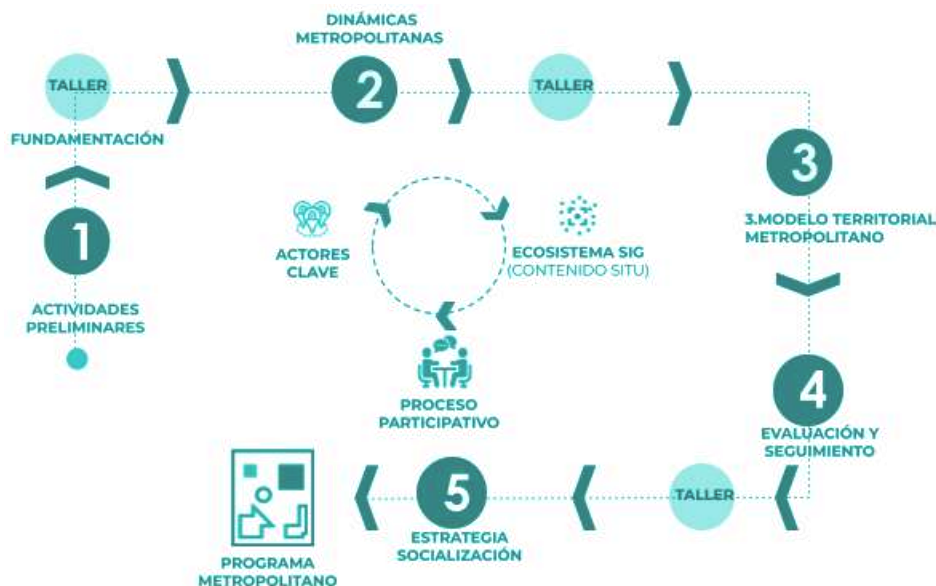 DINÁMICAS
METROPOLITANAS
TALLER
2
TALLER
FUNDAMENTACIÓN
3
3.MODELO TERRITORIAL
METROPOLITANO
1
ACTIVIDADES
PRELIMINARES
ACTORES
CLAVE
ECOSISTEMA SIG
(CONTENIDO SITU)
PROCESO
PARTICIPATIVO
4
EVALUACIÓN Y
SEGUIMIENTO
TALLER
5
ESTRATEGIA
SOCIALIZACIÓN
PROGRAMA
METROPOLITANO